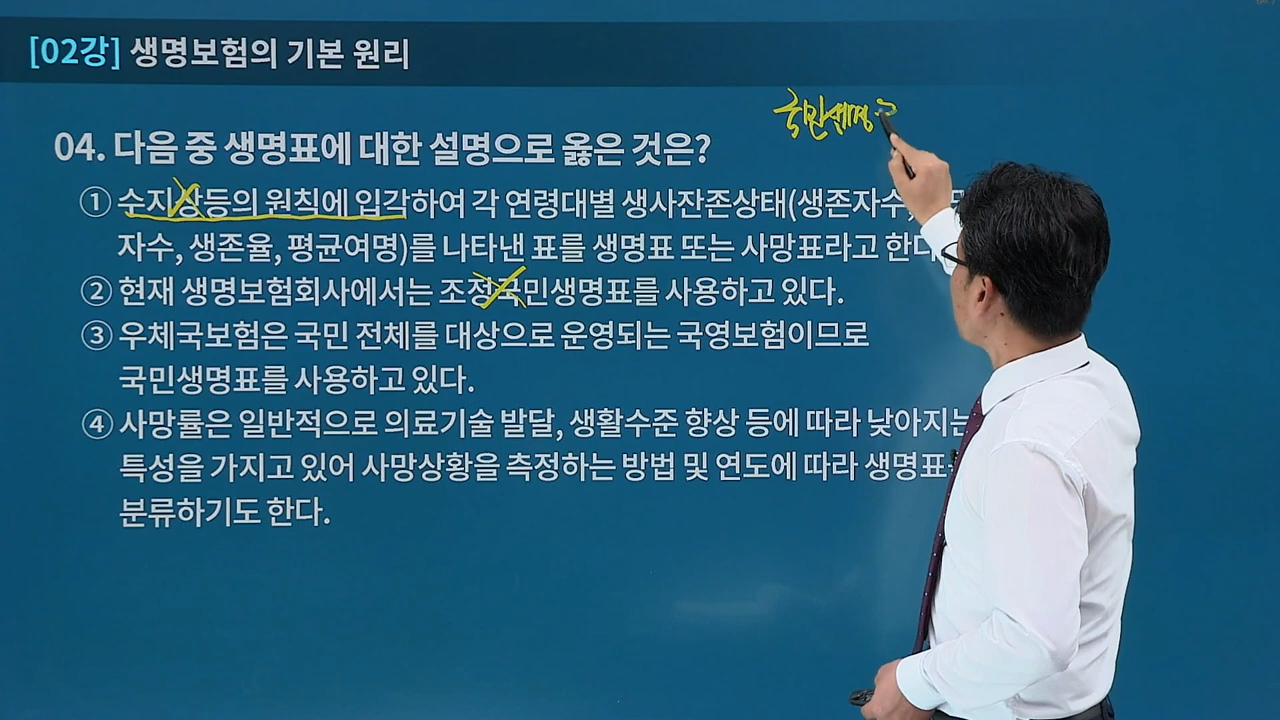 [02강] 생명보험의 기본 원리
국민생명표
04. 다음 중 생명표에 대한 설명으로 옳은 것은?
① 수지상등의 원칙에 입각하여 각 연령대별 생사잔존상태(생존자수,
자수, 생존율, 평균여명)를 나타낸 표를 생명표 또는 사망표라고 한다
② 현재 생명보험회사에서는 조정국민생명표를 사용하고 있다.
③ 우체국보험은 국민 전체를 대상으로 운영되는 국영보험이므로
국민생명표를 사용하고 있다.
④ 사망률은 일반적으로 의료기술 발달, 생활수준 향상 등에 따라 낮아지는
특성을 가지고 있어 사망상황을 측정하는 방법 및 연도에 따라 생명표
분류하기도 한다.